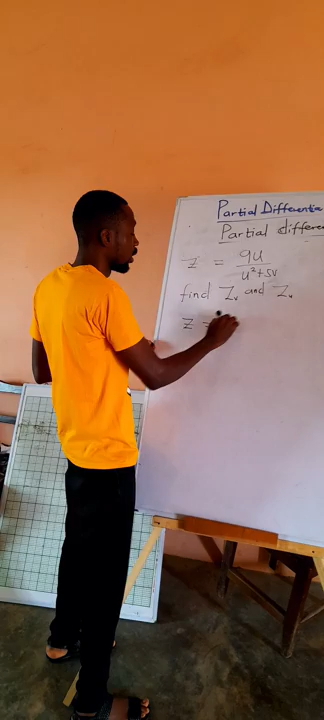 Partial Differentia
Partial differe
Z = 9u / u²+5v
find Zᵥ and Zᵤ
Z =